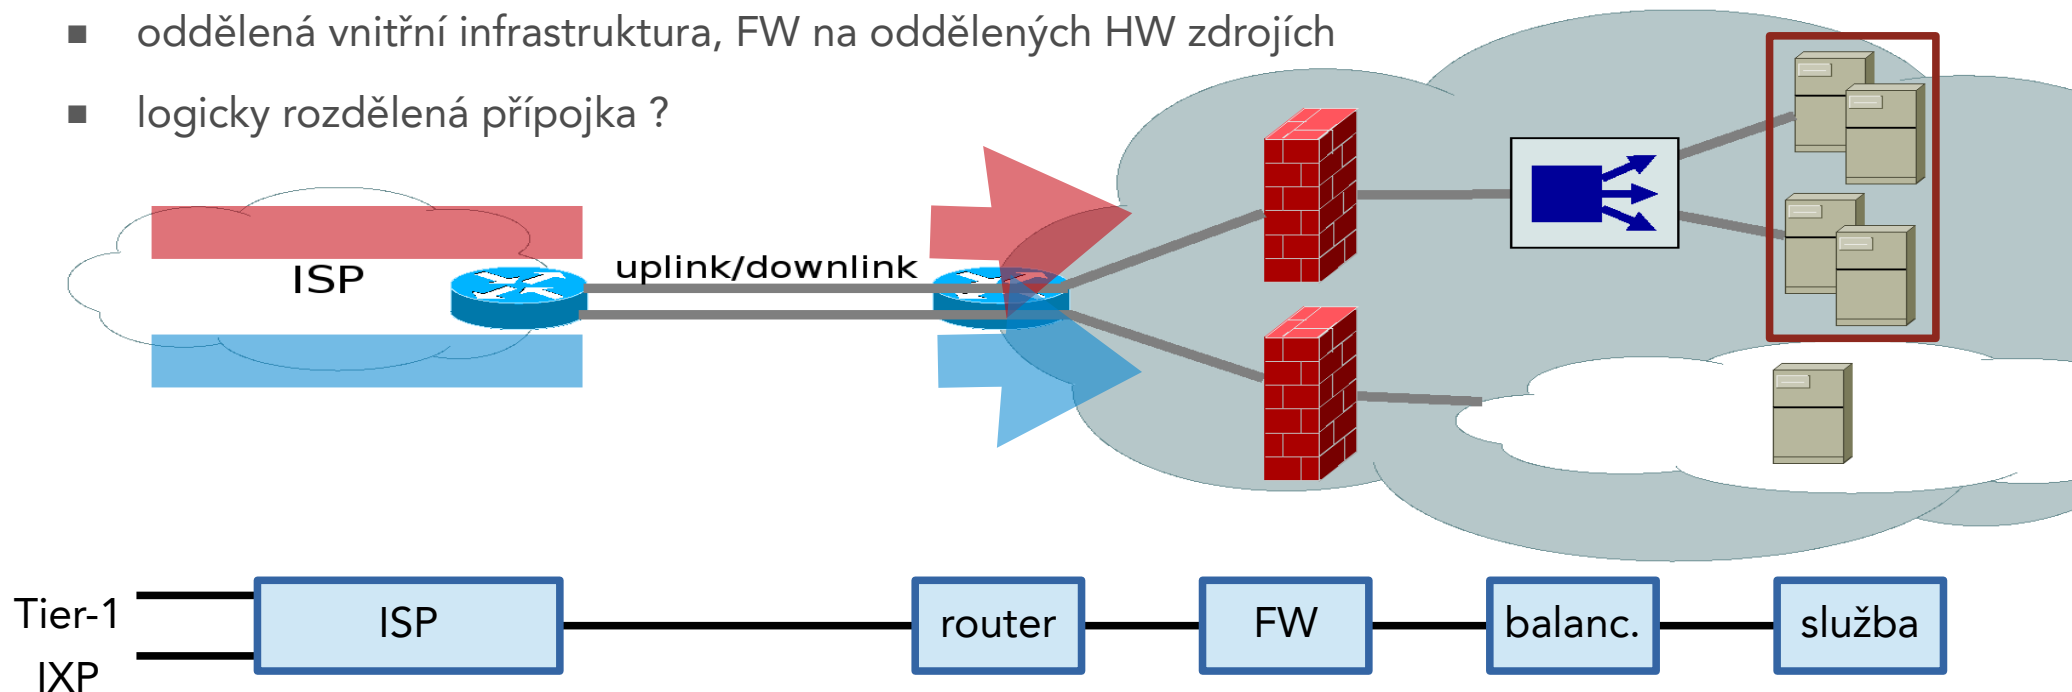 oddělená vnitřní infrastruktura, FW na oddělených HW zdrojích
logicky rozdělená přípojka ?
ISP
uplink/downlink
Tier-1
IXP
ISP
router
FW
balanc.
služba